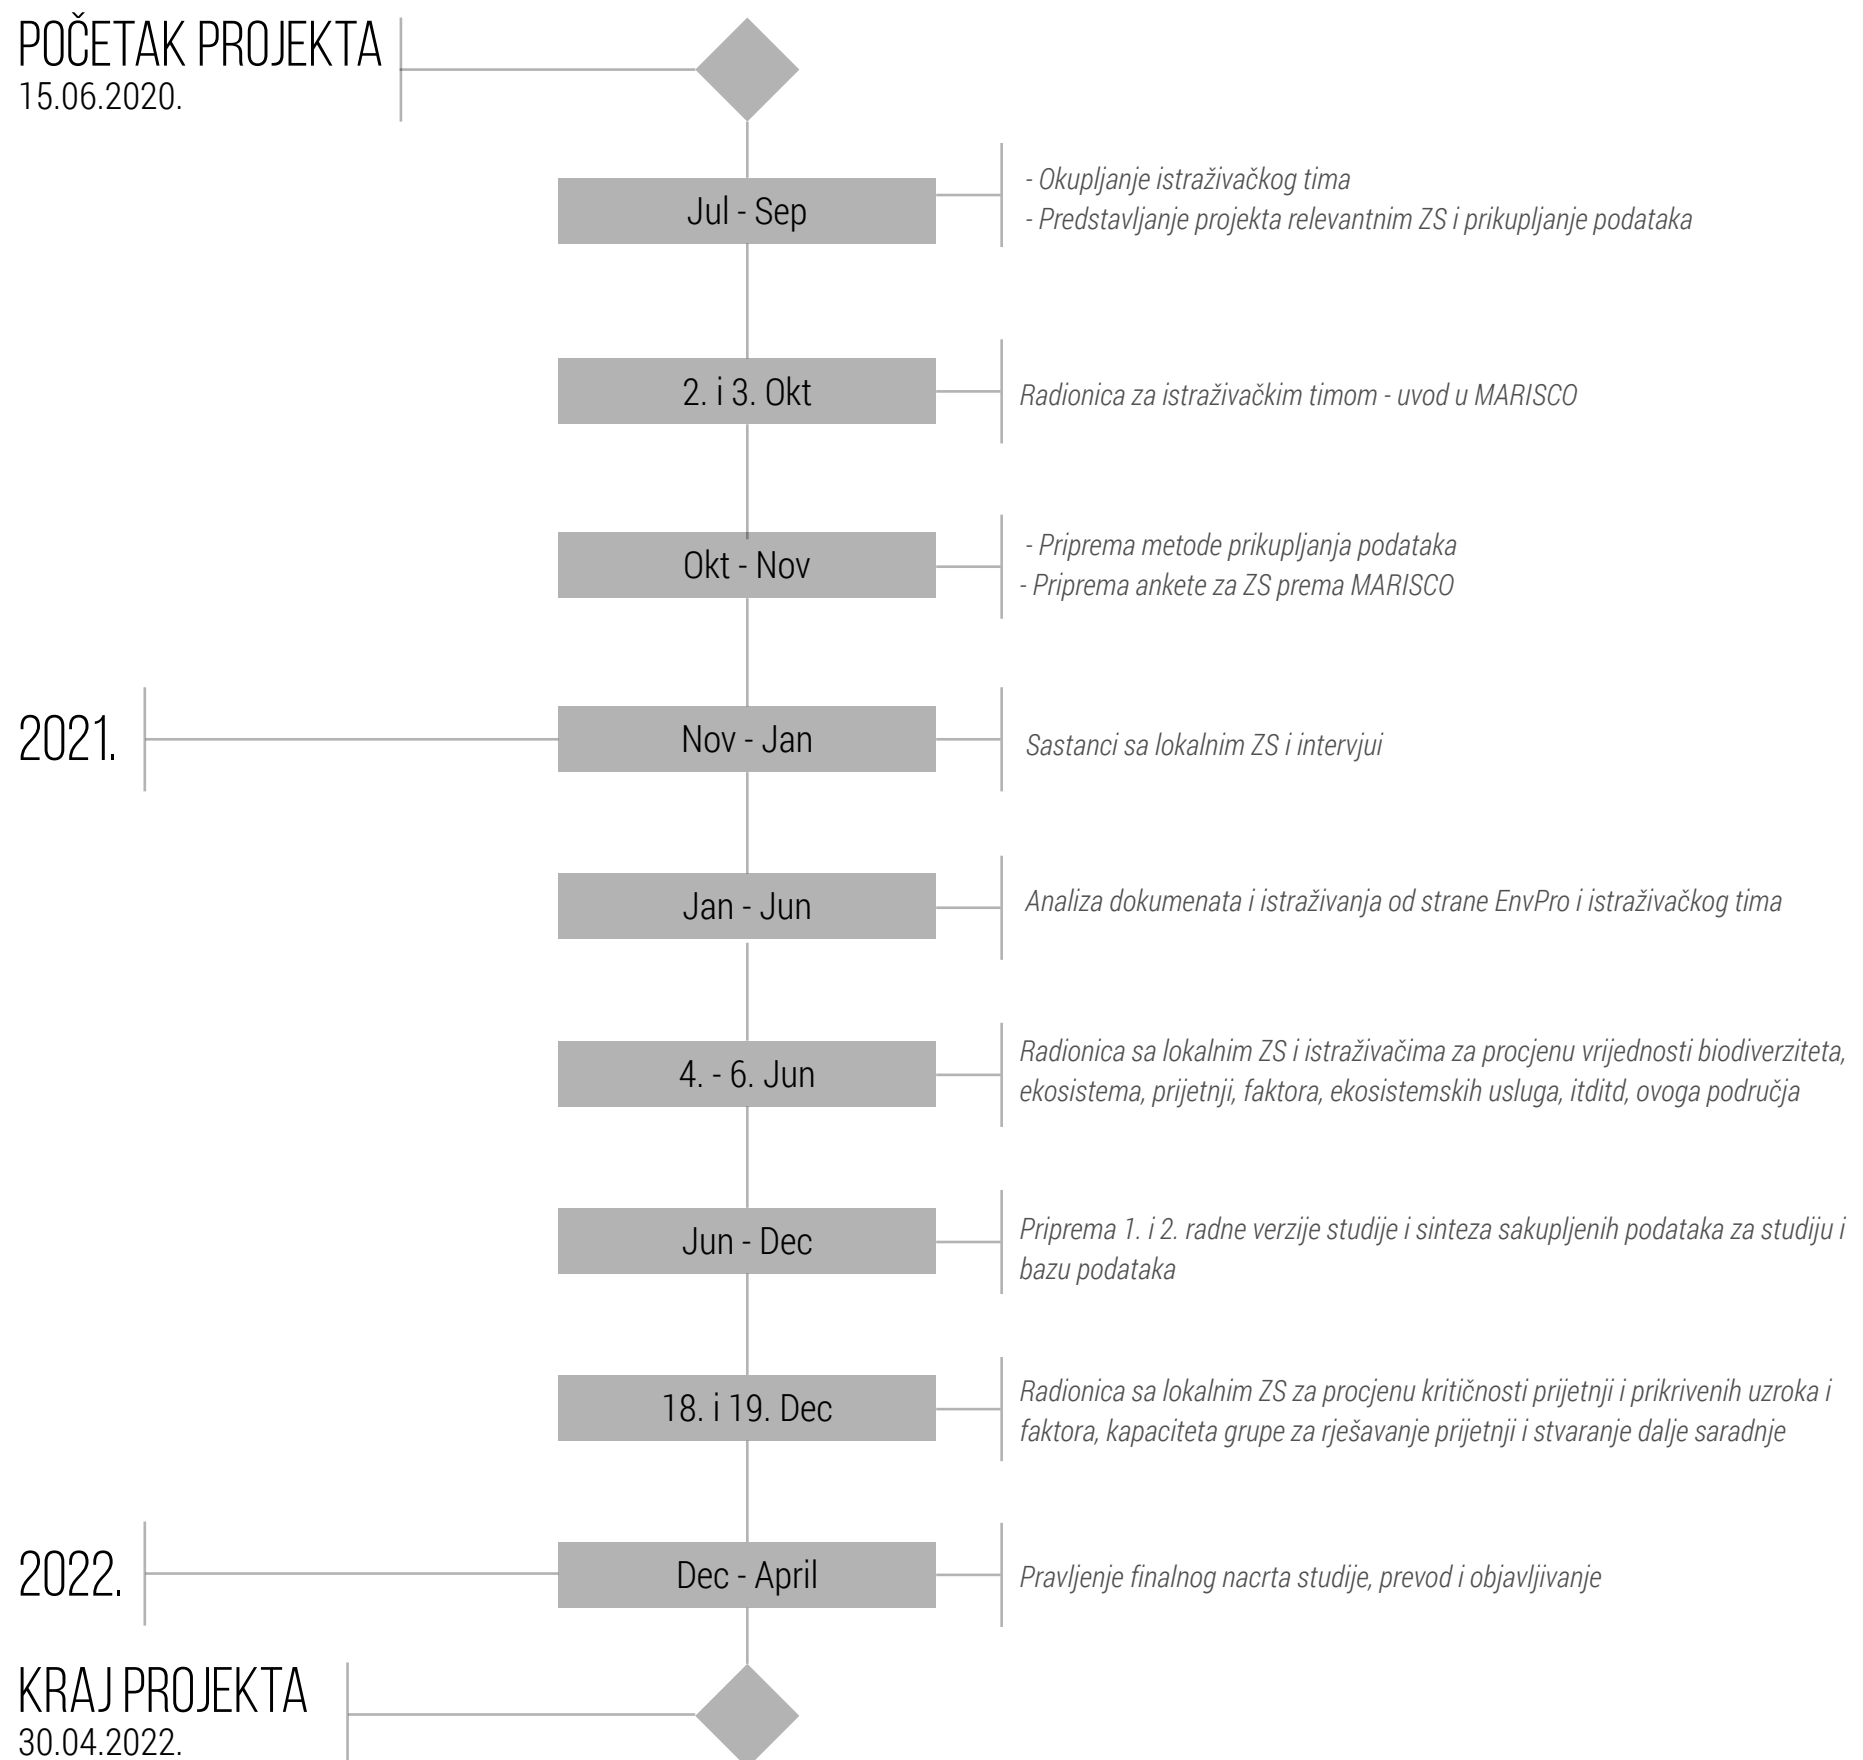 POČETAK PROJEKTA
15.06.2020.
Jul - Sep
- Okupljanje istraživačkog tima
- Predstavljanje projekta relevantnim ZS i prikupljanje podataka
2. i 3. Okt
Radionica za istraživačkim timom - uvod u MARISCO
Okt - Nov
- Priprema metode prikupljanja podataka
- Priprema ankete za ZS prema MARISCO
2021.
Nov - Jan
Sastanci sa lokalnim ZS i intervjui
Jan - Jun
Analiza dokumenata i istraživanja od strane EnvPro i istraživačkog tima
4. - 6. Jun
Radionica sa lokalnim ZS i istraživačima za procjenu vrijednosti biodiverziteta,
ekosistema, prijetnji, faktora, ekosistemskih usluga, itditd, ovoga područja
Jun - Dec
Priprema 1. i 2. radne verzije studije i sinteza sakupljenih podataka za studiju i
bazu podataka
18. i 19. Dec
Radionica sa lokalnim ZS za procjenu kritičnosti prijetnji i prikrivenih uzroka i
faktora, kapaciteta grupe za rješavanje prijetnji i stvaranje dalje saradnje
2022.
Dec - April
Pravljenje finalnog nacrta studije, prevod i objavljivanje
KRAJ PROJEKTA
30.04.2022.